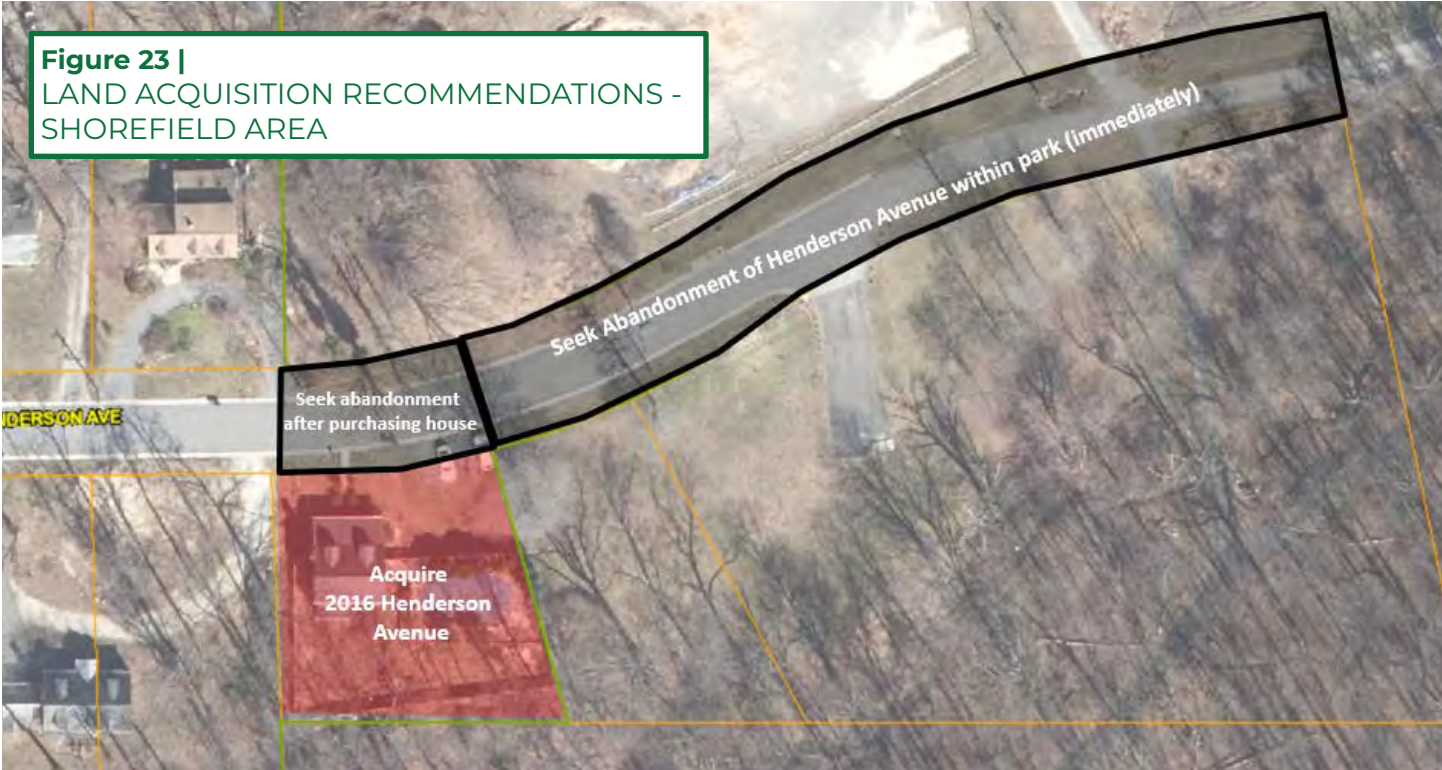 Figure 23 |
LAND ACQUISITION RECOMMENDATIONS -
SHOREFIELD AREA
Seek Abandonment of Henderson Avenue within park (immediately)
Seek abandonment
after purchasing house
NDERSON AVE
Acquire
2016 Henderson
Avenue